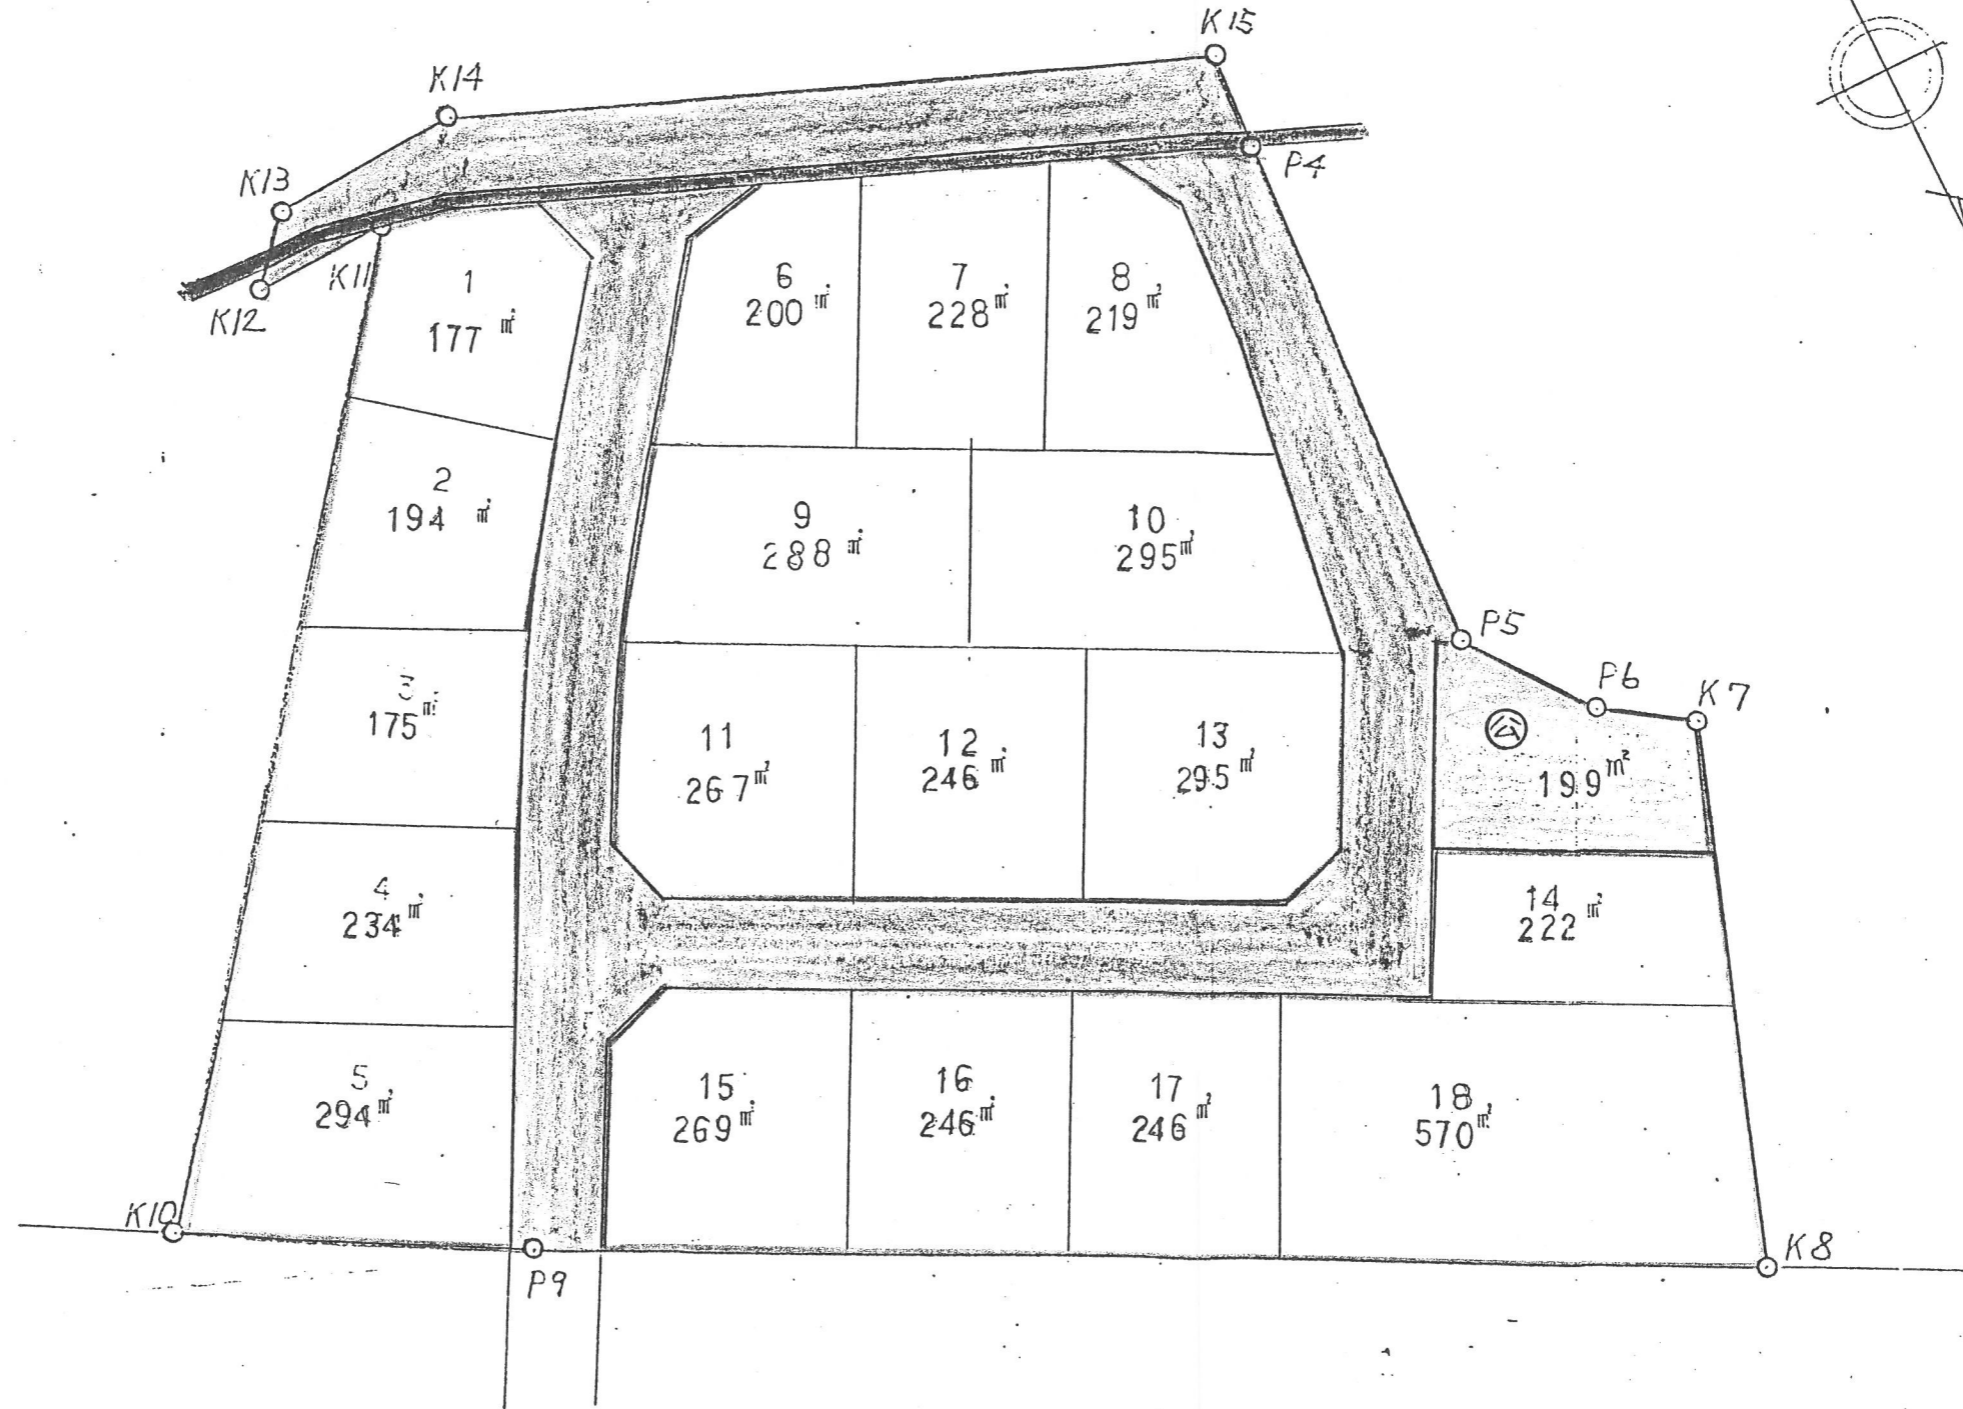 K15
K14
P4
K13
K11
K12
1
177 ㎡
6
200 ㎡
7
228 ㎡
8
219 ㎡
2
194 ㎡
9
288 ㎡
10
295 ㎡
P5
P6
K7
3
175 ㎡
11
267 ㎡
12
246 ㎡
13
295 ㎡
公
199 m²
4
234 ㎡
14
222 ㎡
5
294 ㎡
15
269 ㎡
16
246 ㎡
17
246 ㎡
18
570 ㎡
K10
P9
K8